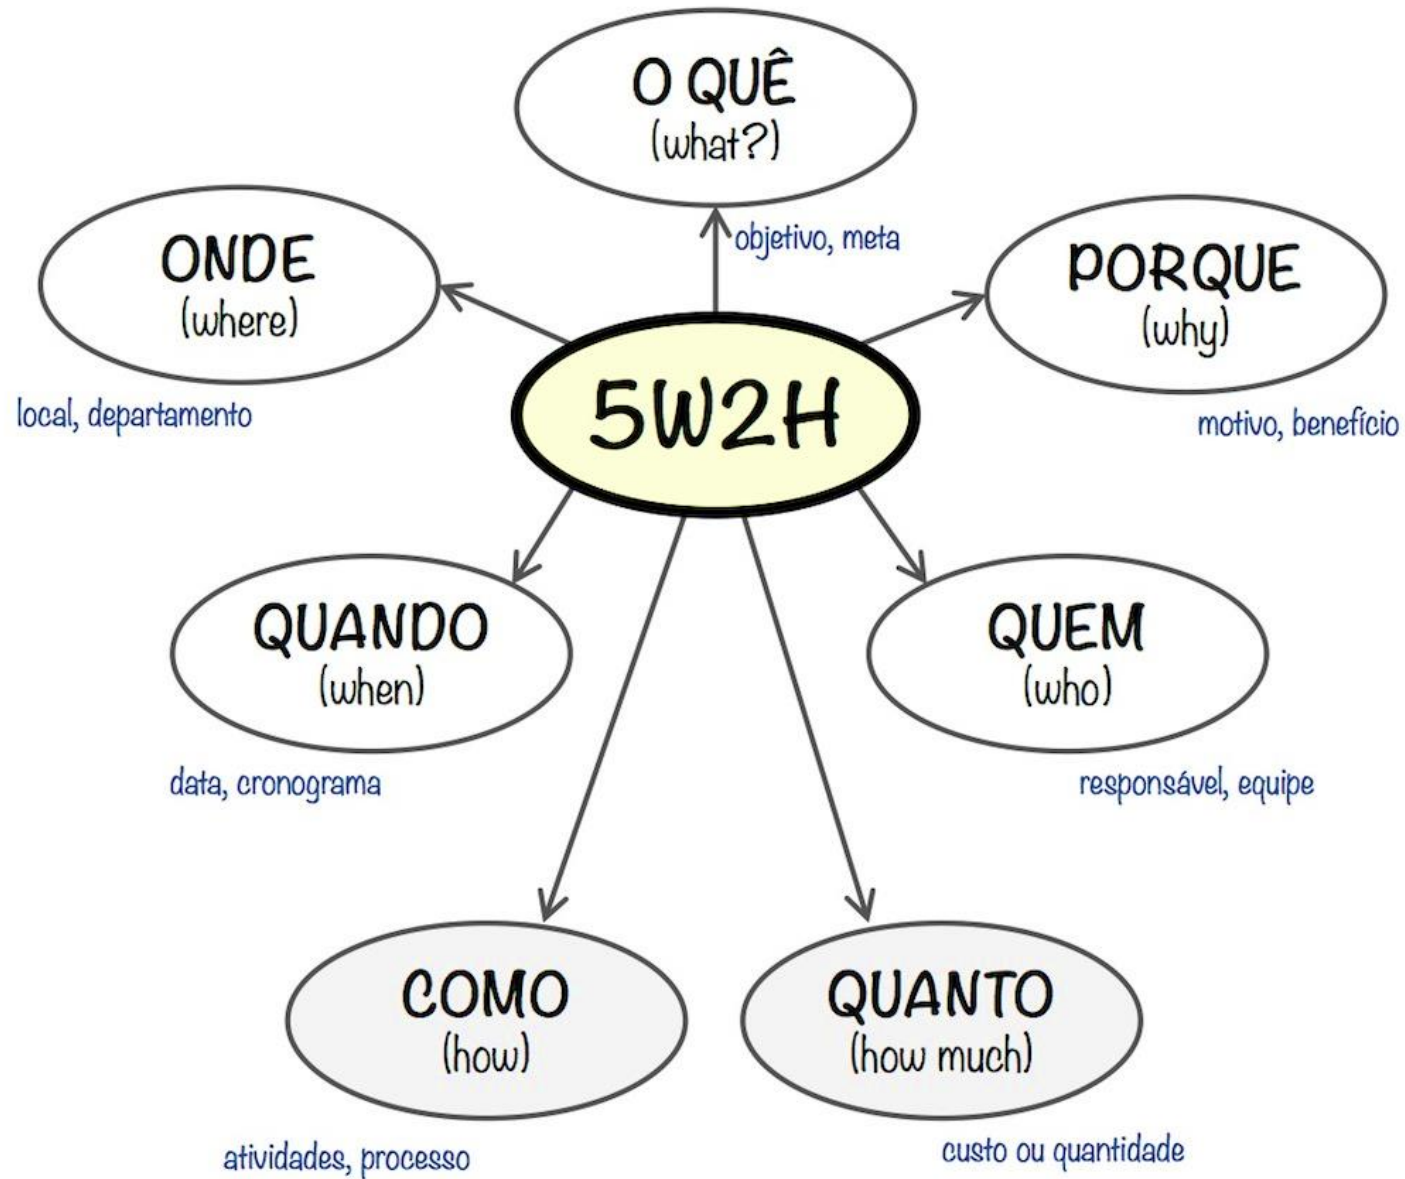 O QUÊ
(what?)
objetivo, meta
ONDE
(where)
local, departamento
PORQUE
(why)
motivo, benefício
5W2H
QUANDO
(when)
data, cronograma
QUEM
(who)
responsável, equipe
COMO
(how)
atividades, processo
QUANTO
(how much)
custo ou quantidade